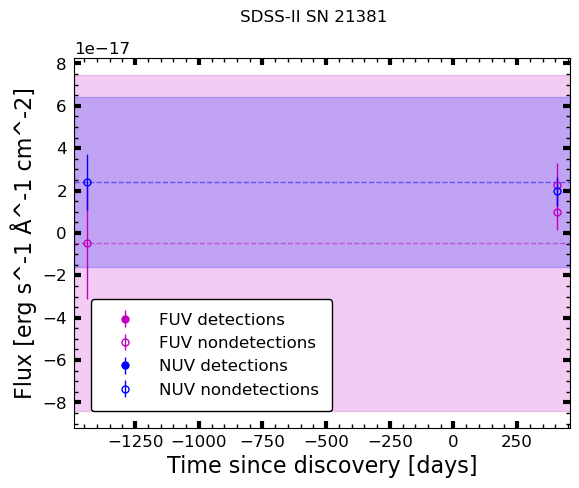 SDSS-II SN 21381
1e−17
8
6
4
2
0
−2
−4
−6
−8
Flux [erg s^-1 Å^-1 cm^-2]
FUV detections
FUV nondetections
NUV detections
NUV nondetections
−1250 −1000 −750 −500 −250 0 250
Time since discovery [days]